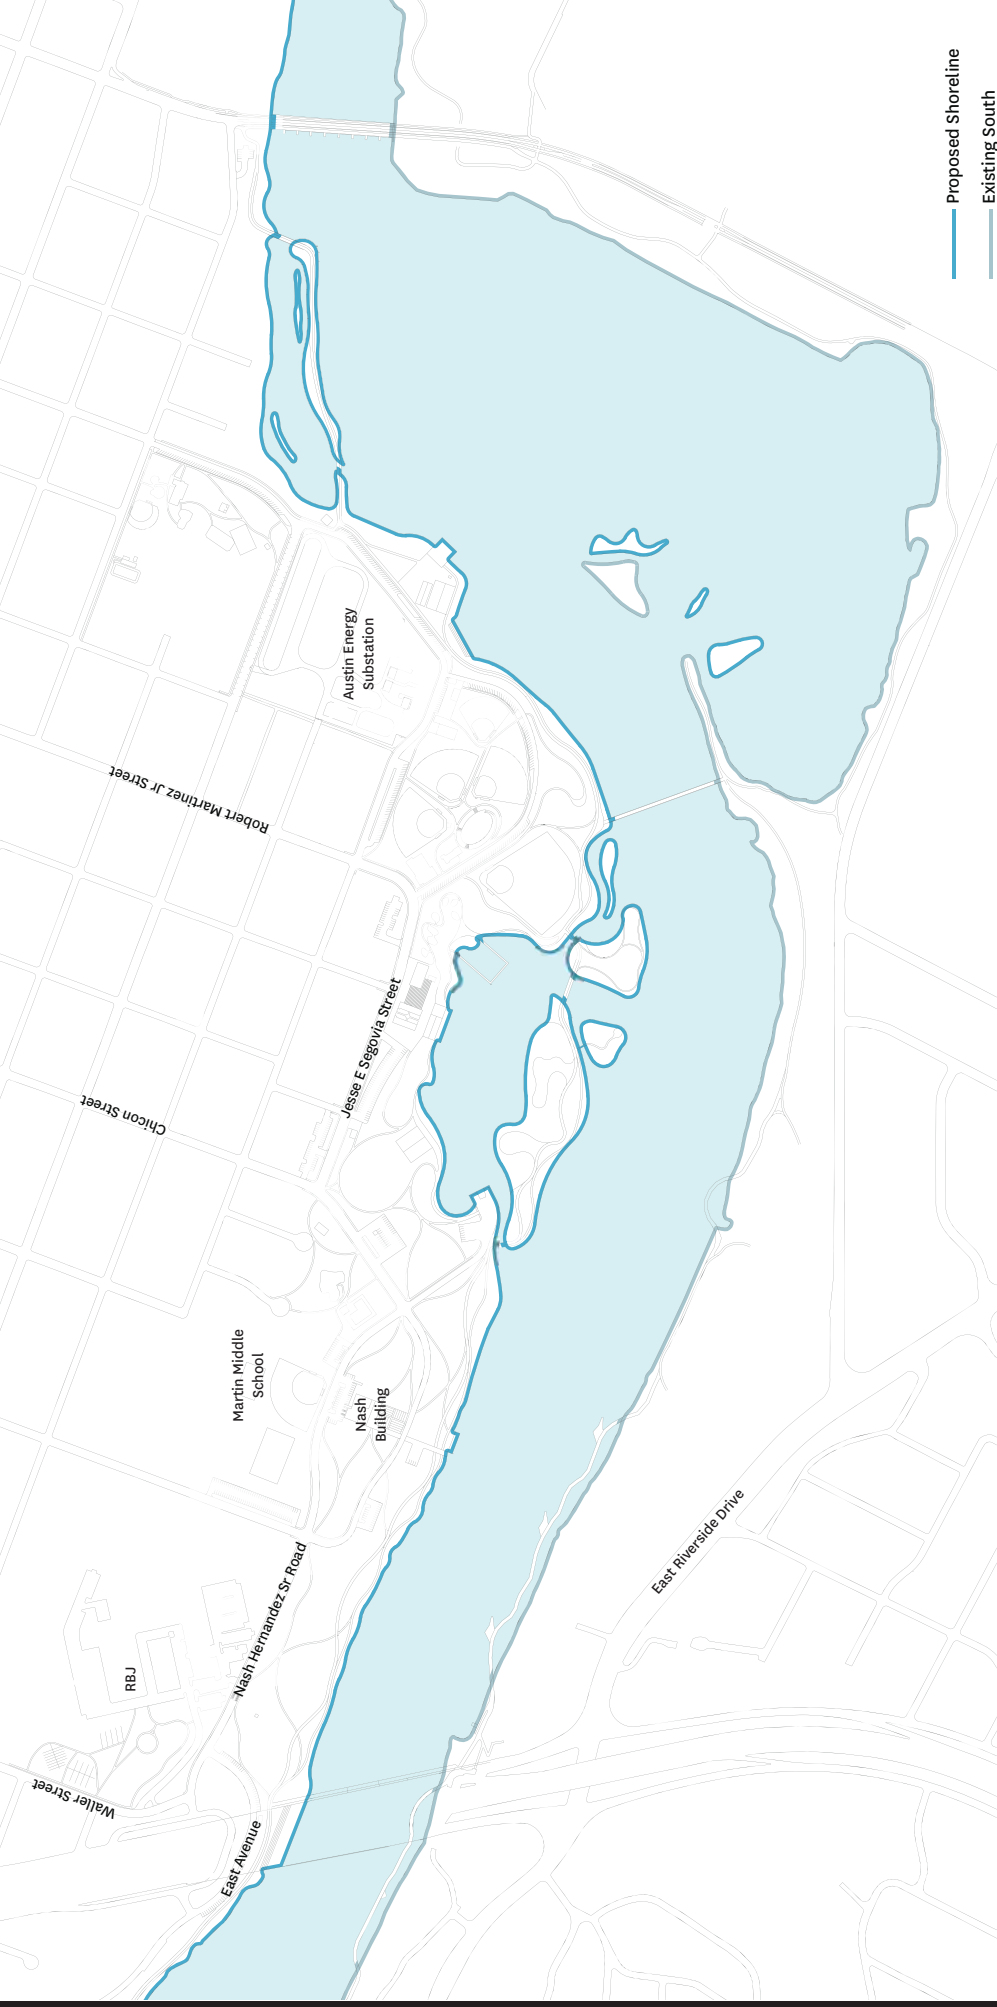 Proposed Shoreline
Existing South
Austin Energy
Substation
Robert Martinez Jr Street
Jesse E Segovia Street
Chicon Street
Martin Middle
School
Nash
Building
East Riverside Drive
Nash Hernandez Sr Road
RBJ
Waller Street
East Avenue